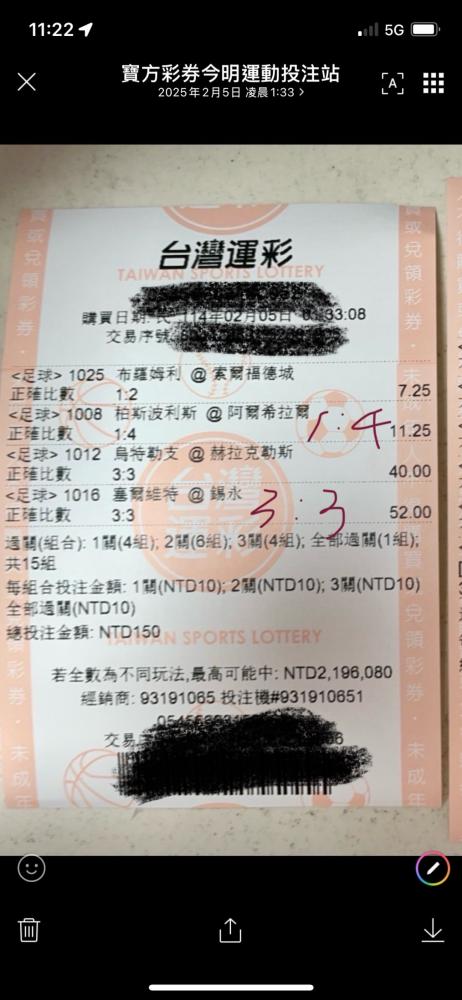 11:22
5G
寶方彩券今明運動投注站
2025年2月5日 凌晨1:33 >
A
台灣運彩
TAIWAN SPORTS LOTTERY
購買日期: 民 114年02月05日 33:08
交易序號
<足球> 1025 布羅姆利 @ 索爾福德城
正確比數 1:2 7.25
<足球> 1008 柏斯波利斯 @ 阿爾希拉爾
正確比數 1:4 11.25
1:4
<足球> 1012 烏特勒支 @ 赫拉克勒斯
正確比數 3:3 40.00
<足球> 1016 塞爾維特 @ 錫永
正確比數 3:3 52.00
3:3
過關(組合): 1關(4組); 2關(6組); 3關(4組); 全部過關(1組);
共15組
每組合投注金額: 1關(NTD10); 2關(NTD10); 3關(NTD10)
全部過關(NTD10)
總投注金額: NTD150
TAIWAN SPORTS LOTTERY
若全數為不同玩法,最高可能中: NTD2,196,080
經銷商: 93191065 投注機#931910651
交易